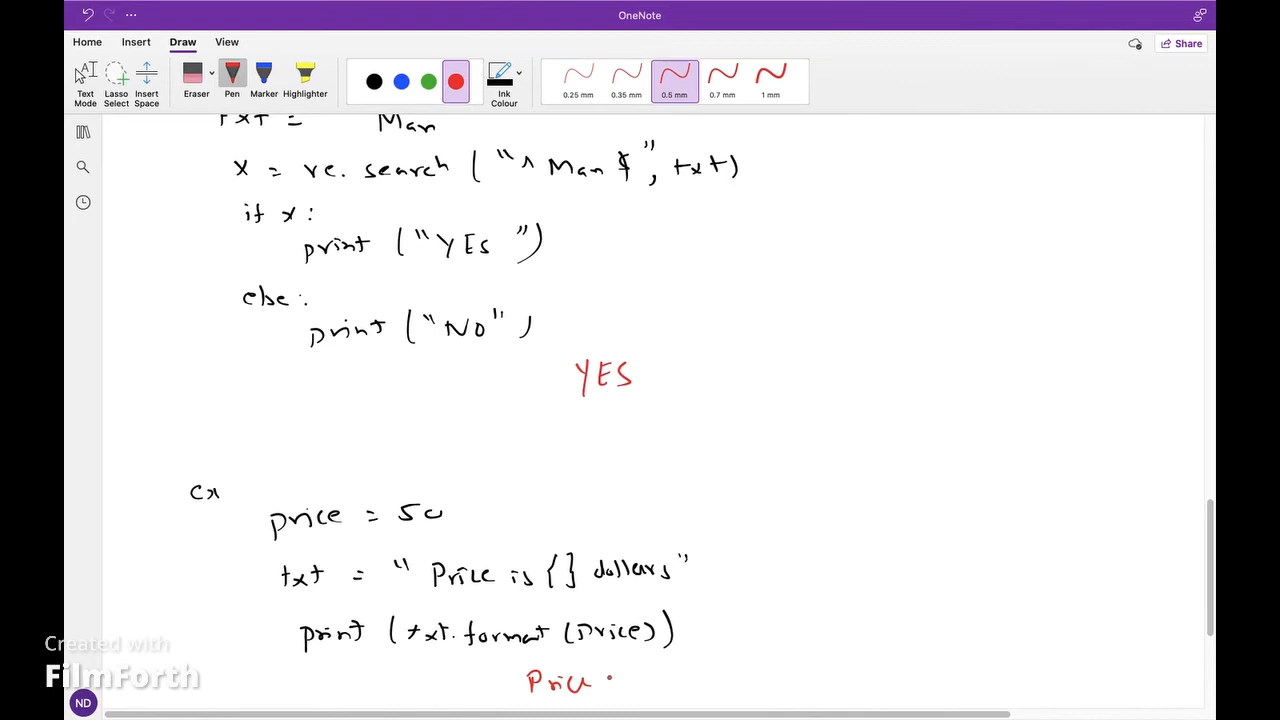 OneNote
Home Insert Draw View
Share
Text Mode
Lasso Select
Insert Space
Eraser
Pen
Marker
Highlighter
Ink Colour
0.25 mm
0.35 mm
0.5 mm
0.7 mm
1 mm
txt = Man
x = re. search ( "^ Man $", txt)
if x:
print ("YEs ")
else:
print ("No")
YES
ex
price = 50
txt = " Price is {} dollars"
print (txt.format (Price))
Price
Created with
FilmForth
ND